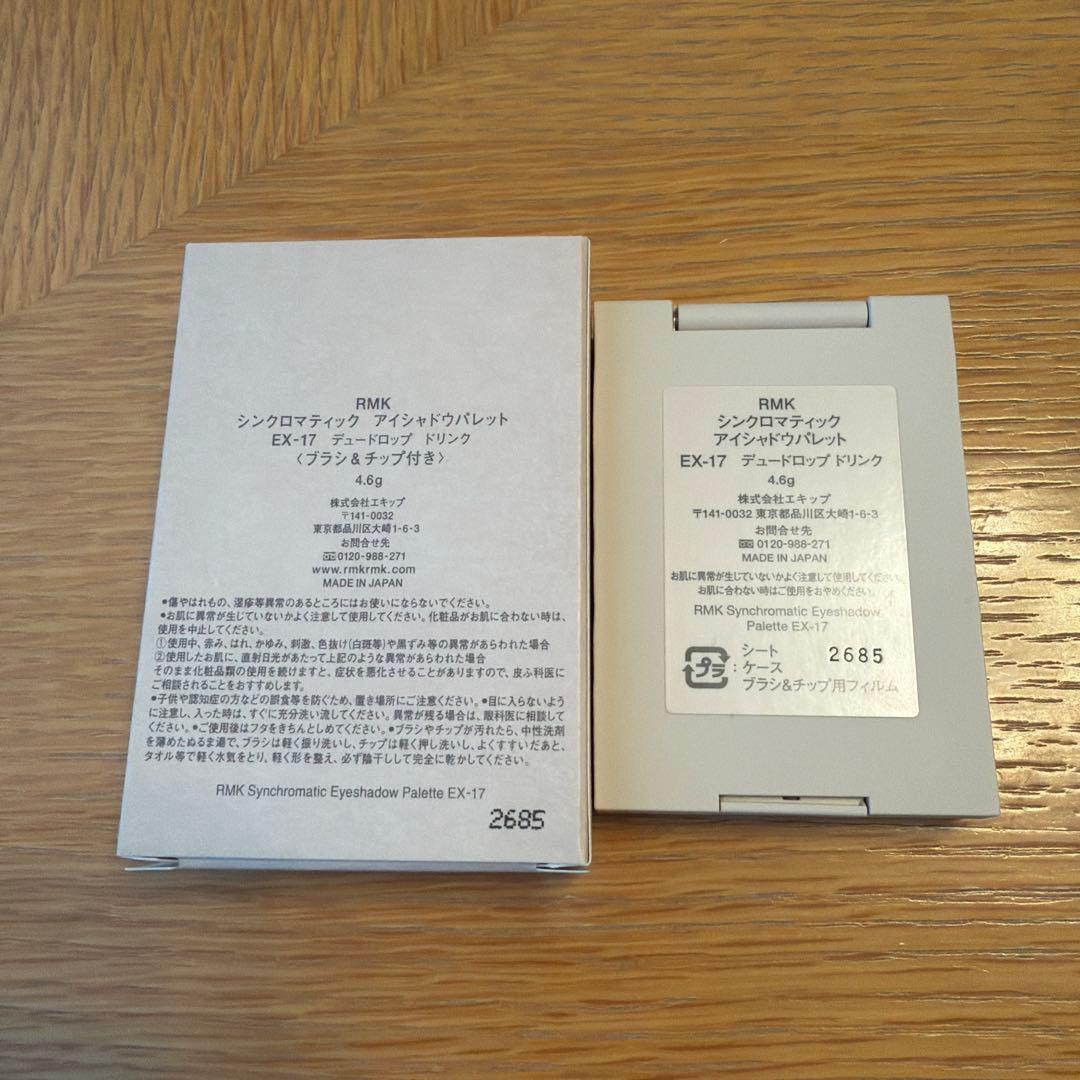 RMK
シンクロマティック アイシャドウパレット
EX-17 デュードロップ ドリンク
〈ブラシ&チップ付き〉
4.6g
株式会社エキップ
〒141-0032
東京都品川区大崎1-6-3
お問合せ先
0120-988-271
www.rmkrmk.com
MADE IN JAPAN
●傷やはれもの、湿疹等異常のあるところにはお使いにならないでください。
●お肌に異常が生じていないかよく注意して使用してください。化粧品がお肌に合わない時は、
使用を中止してください。
①使用中、赤み、はれ、かゆみ、刺激、色抜け(白斑等)や黒ずみ等の異常があらわれた場合
②使用したお肌に、直射日光があたって上記のような異常があらわれた場合
そのまま化粧品類の使用を続けますと、症状を悪化させることがありますので、皮ふ科医に
ご相談されることをおすすめします。
●子供や認知症の方などの誤食等を防ぐため、置き場所にご注意ください。●目に入らないよう
に注意し、入った時は、すぐに充分洗い流してください。異常が残る場合は、眼科医に相談して
ください。●ご使用後はフタをきちんとしめてください。●ブラシやチップが汚れたら、中性洗剤
を薄めたぬるま湯で、ブラシは軽く振り洗いし、チップは軽く押し洗いし、よくすすいだあと、
タオル等で軽く水気をとり、軽く形を整え、必ず陰干しして完全に乾かしてください。
RMK Synchromatic Eyeshadow Palette EX-17
2685
RMK
シンクロマティック
アイシャドウパレット
EX-17 デュードロップ ドリンク
4.6g
株式会社エキップ
〒141-0032 東京都品川区大崎1-6-3
お問合せ先
0120-988-271
お肌に異常が生じていないかよく注意して使用してください。
お肌に合わない時はご使用をおやめください。
RMK Synchromatic Eyeshadow
Palette EX-17
プラ
シート
: ケース
ブラシ&チップ用フィルム
2685